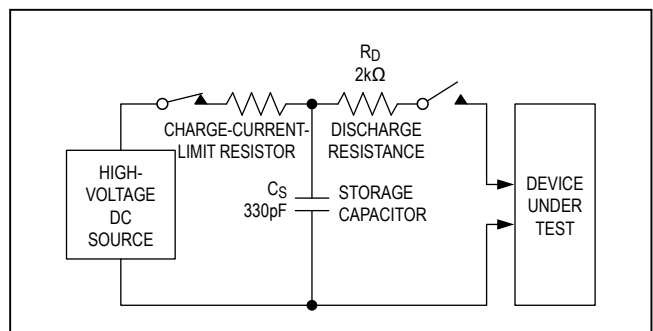 R_D
2kΩ
CHARGE-CURRENT-
LIMIT RESISTOR
DISCHARGE
RESISTANCE
HIGH-
VOLTAGE
DC
SOURCE
C_S
330pF
STORAGE
CAPACITOR
DEVICE
UNDER
TEST